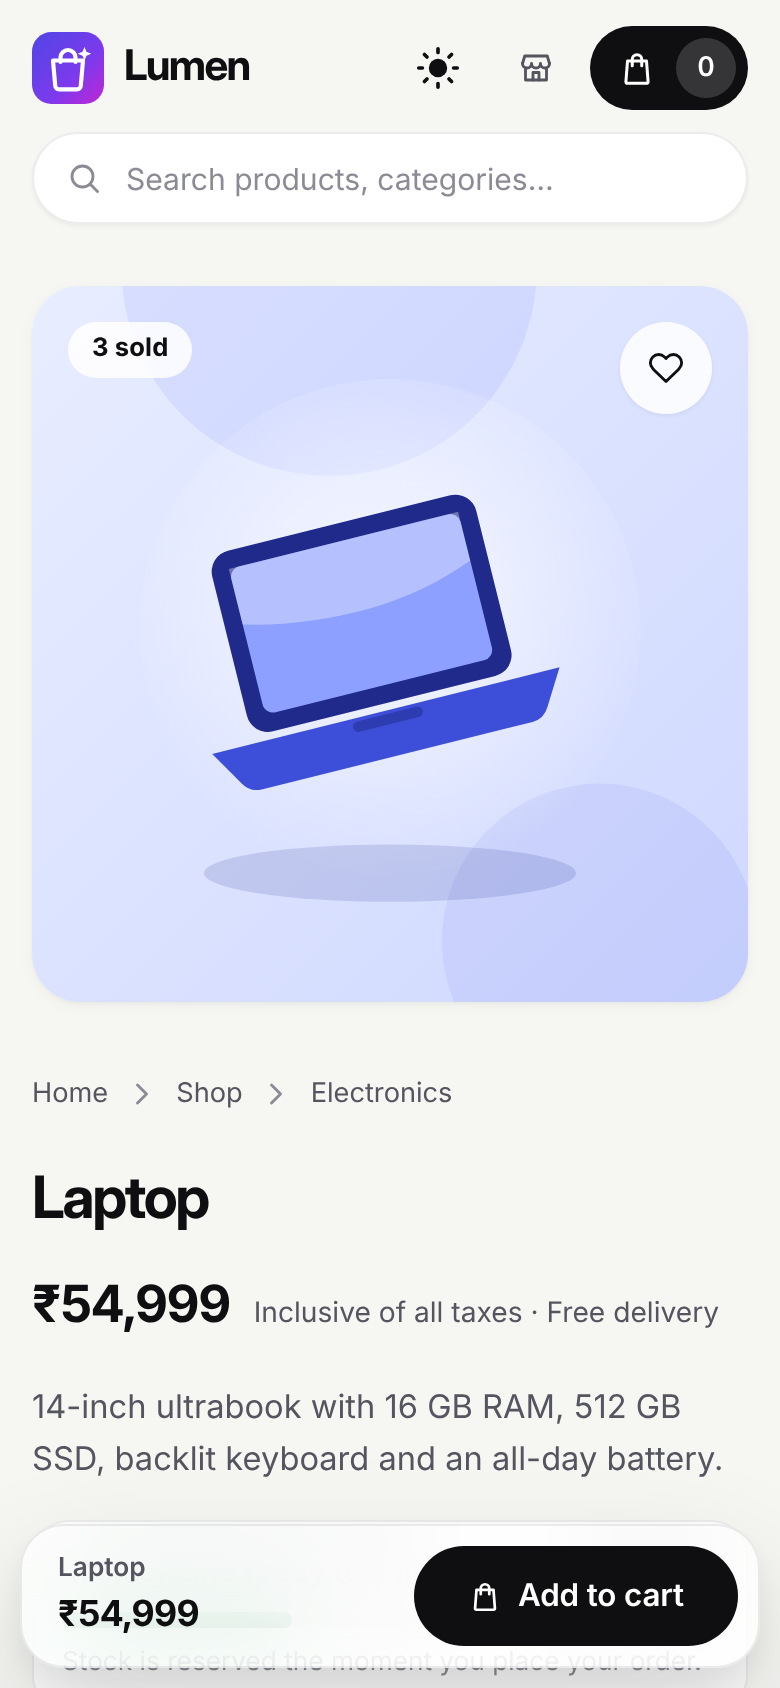 Lumen
0
Search products, categories...
3 sold
Home
Shop
Electronics
Laptop
₹54,999 Inclusive of all taxes · Free delivery
14-inch ultrabook with 16 GB RAM, 512 GB
SSD, backlit keyboard and an all-day battery.
Laptop
₹54,999
Add to cart
Stock is reserved the moment you place your order.